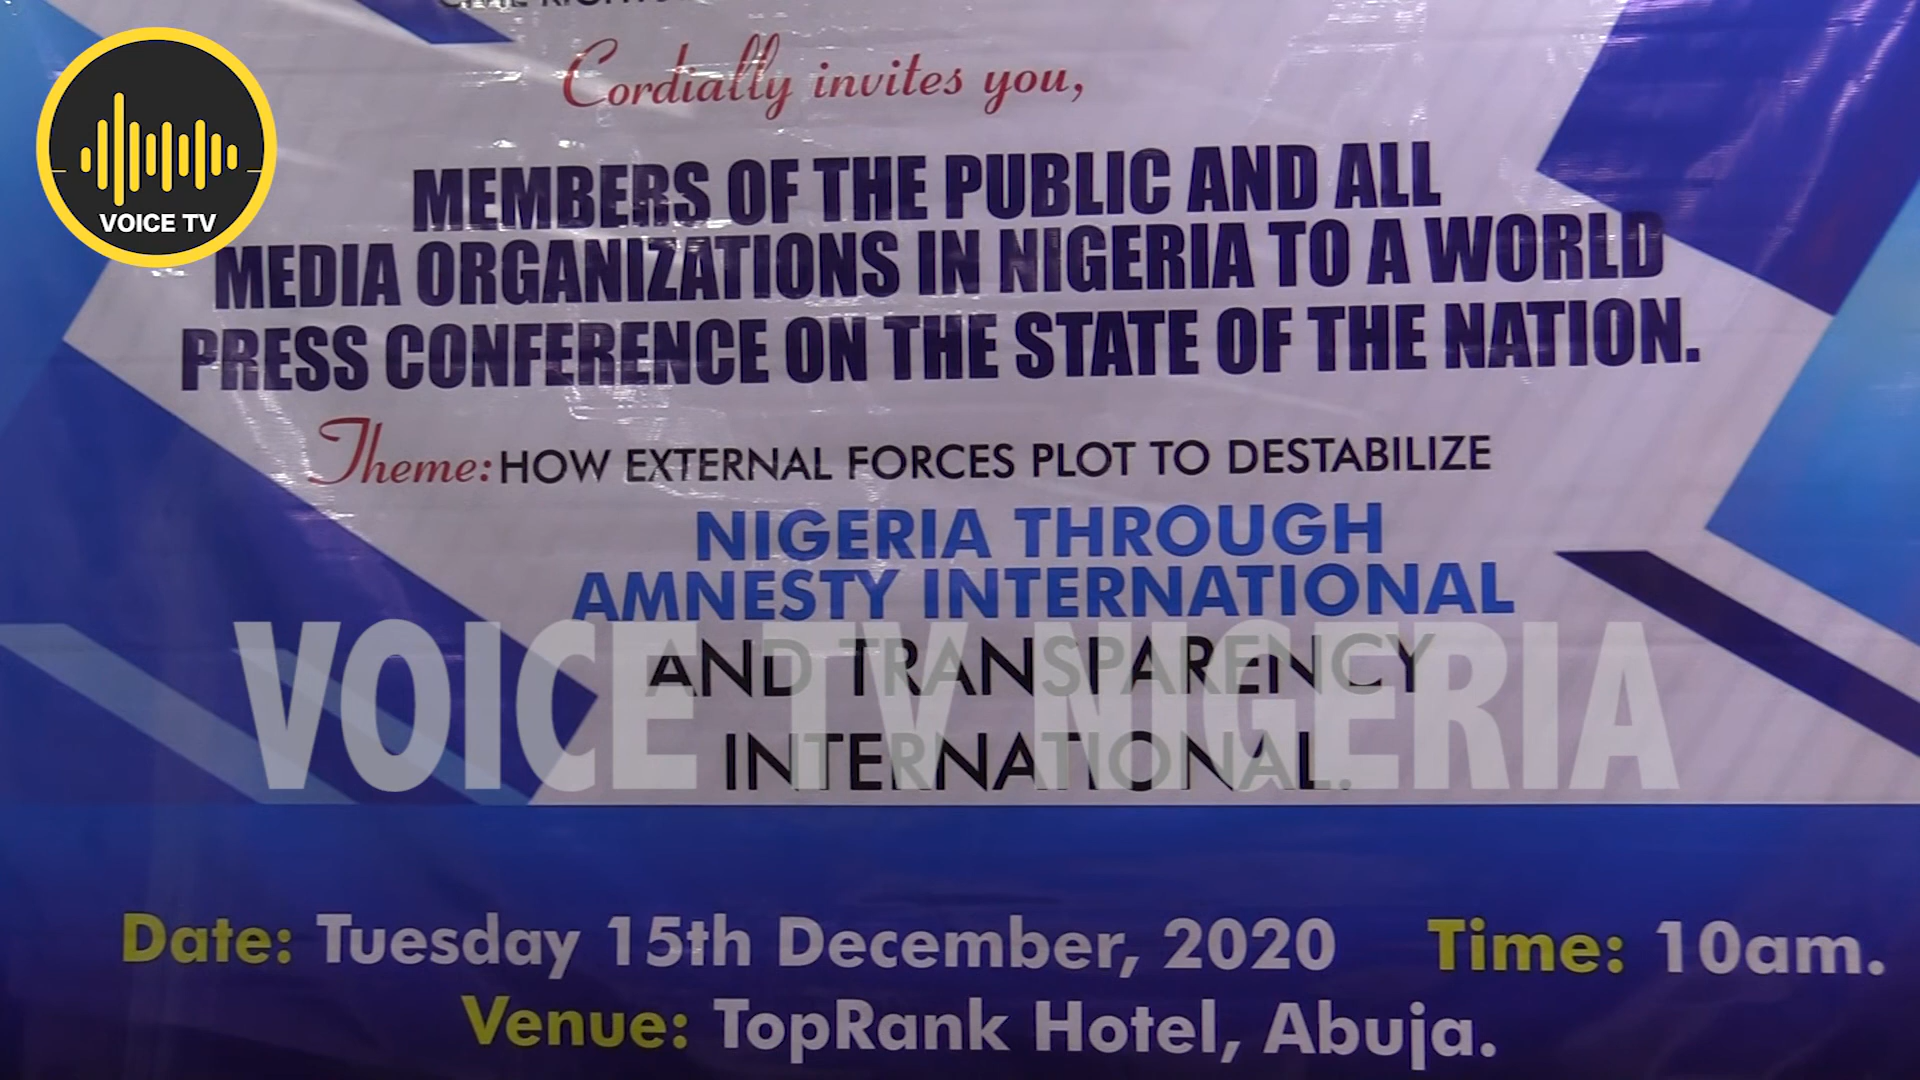 Cordially invites you,
VOICE TV
MEMBERS OF THE PUBLIC AND ALL
MEDIA ORGANIZATIONS IN NIGERIA TO A WORLD
PRESS CONFERENCE ON THE STATE OF THE NATION.
Theme: HOW EXTERNAL FORCES PLOT TO DESTABILIZE
NIGERIA THROUGH
AMNESTY INTERNATIONAL
AND TRANSPARENCY
INTERNATIONAL.
VOICE TV NIGERIA
Date: Tuesday 15th December, 2020 Time: 10am.
Venue: TopRank Hotel, Abuja.